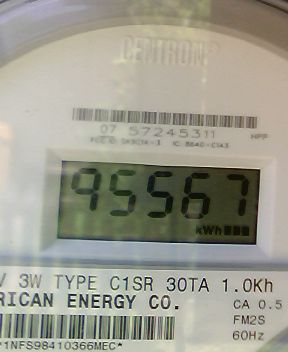 CENTRON®
07 57245311 HPP
95567
kWh
V 3W TYPE C1SR 30TA 1.0Kh
RICAN ENERGY CO. CA 0.5
FM2S
60Hz
*1NFS98410366MEC*